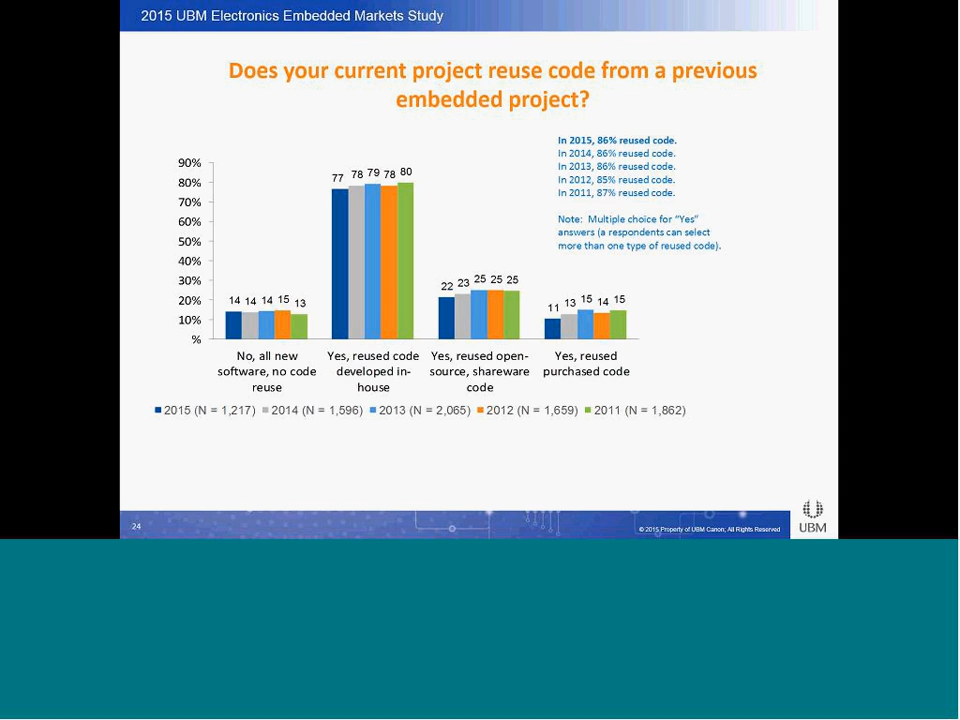 2015 UBM Electronics Embedded Markets Study
Does your current project reuse code from a previous
embedded project?
In 2015, 86% reused code.
In 2014, 86% reused code.
In 2013, 86% reused code.
In 2012, 85% reused code.
In 2011, 87% reused code.
Note: Multiple choice for "Yes"
answers (a respondents can select
more than one type of reused code).
90%
80%
70%
60%
50%
40%
30%
20%
10%
%
14 14 14 15 13
77 78 79 78 80
22 23 25 25 25
11 13 15 14 15
No, all new
software, no code
reuse
Yes, reused code
developed in-
house
Yes, reused open-
source, shareware
code
Yes, reused
purchased code
2015 (N = 1,217) 2014 (N = 1,596) 2013 (N = 2,065) 2012 (N = 1,659) 2011 (N = 1,862)
24
© 2015 Property of UBM Canon; All Rights Reserved
UBM